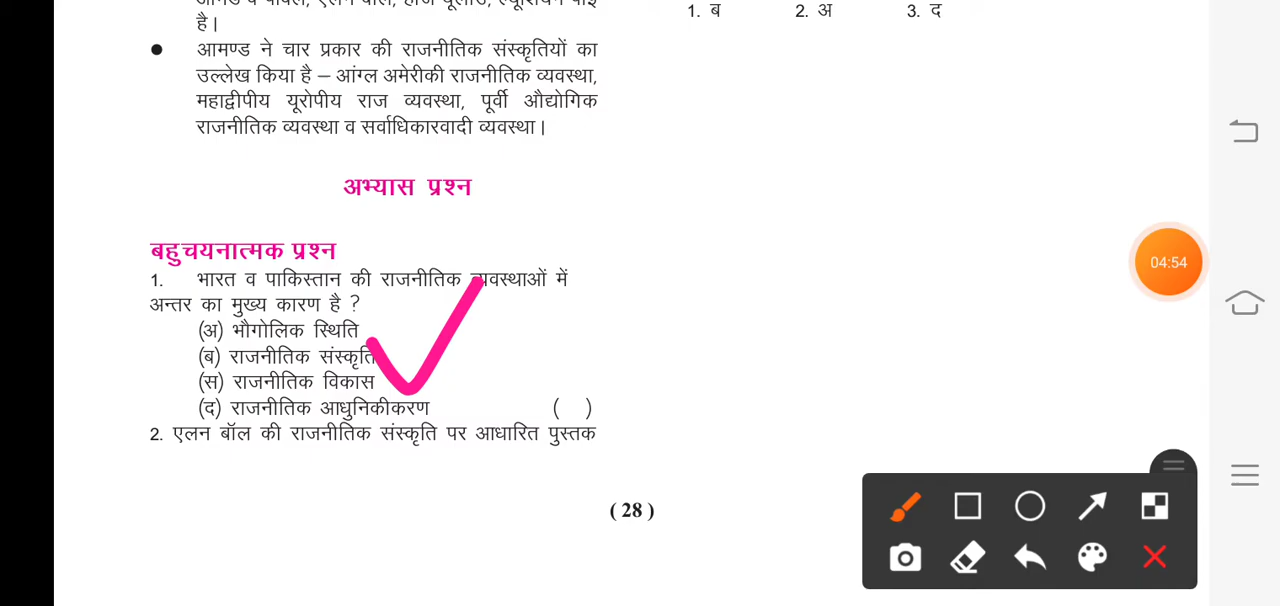 है।
● आमण्ड ने चार प्रकार की राजनीतिक संस्कृतियों का
उल्लेख किया है – आंग्ल अमेरीकी राजनीतिक व्यवस्था,
महाद्वीपीय यूरोपीय राज व्यवस्था, पूर्वी औद्योगिक
राजनीतिक व्यवस्था व सर्वाधिकारवादी व्यवस्था।
अभ्यास प्रश्न
बहुचयनात्मक प्रश्न
1. भारत व पाकिस्तान की राजनीतिक व्यवस्थाओं में
अन्तर का मुख्य कारण है ?
(अ) भौगोलिक स्थिति
(ब) राजनीतिक संस्कृति
(स) राजनीतिक विकास
(द) राजनीतिक आधुनिकीकरण ( )
2. एलन बॉल की राजनीतिक संस्कृति पर आधारित पुस्तक
( 28 )
1. ब 2. अ 3. द
04:54